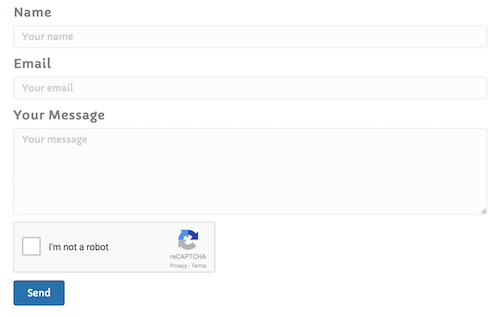 Name
Your name
Email
Your email
Your Message
Your message
I'm not a robot
reCAPTCHA
Privacy - Terms
Send